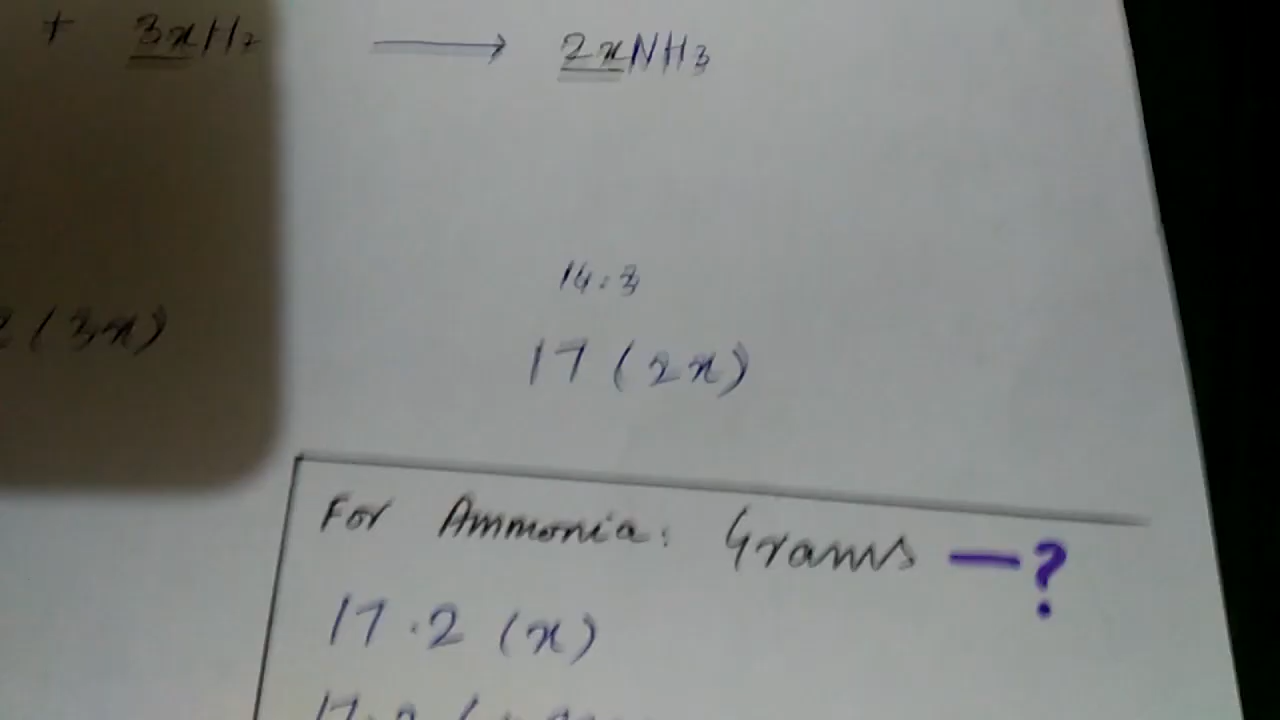 + 3xH2 → 2xNH3
14.3
2(3x) 17(2x)
For Ammonia: Grams —?
17.2 (x)